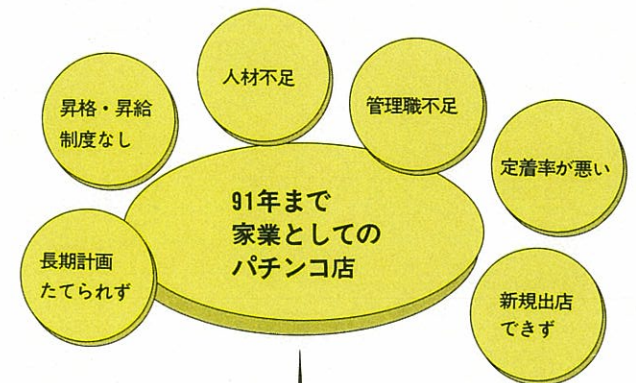 人材不足
昇格・昇給
制度なし
管理職不足
定着率が悪い
91年まで
家業としての
パチンコ店
長期計画
たてられず
新規出店
できず